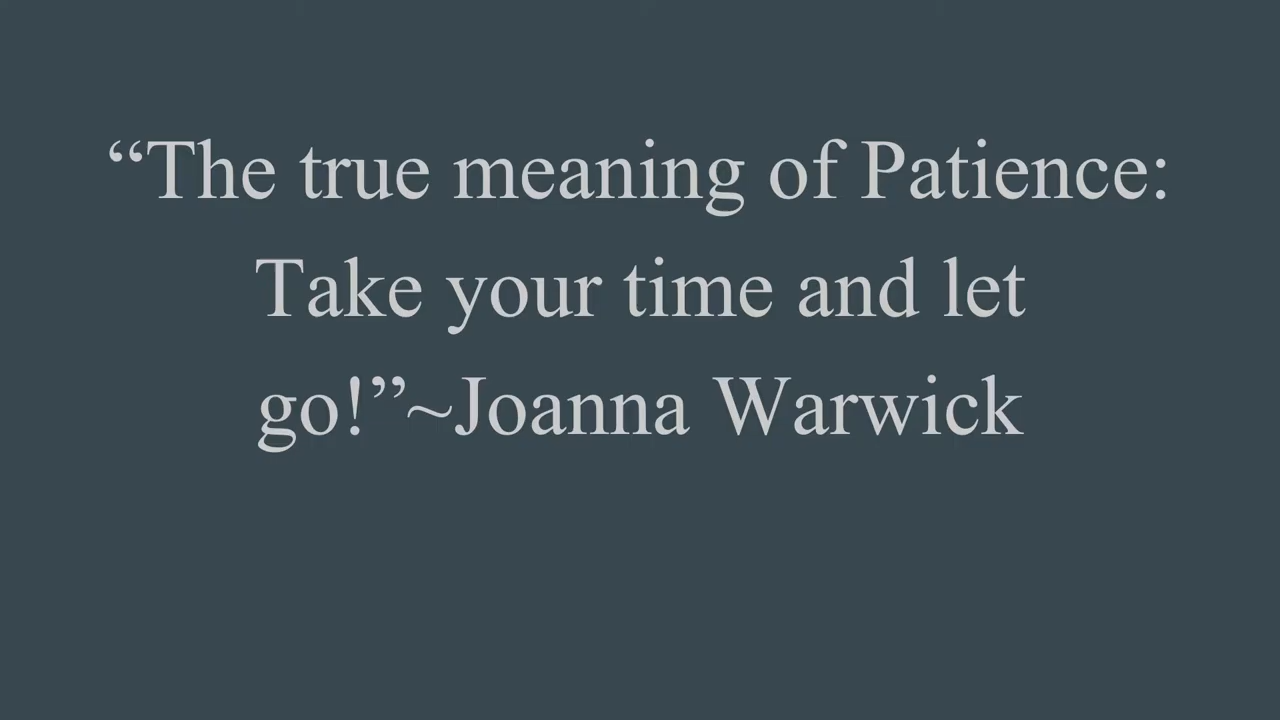 “The true meaning of Patience:
Take your time and let
go!”~Joanna Warwick